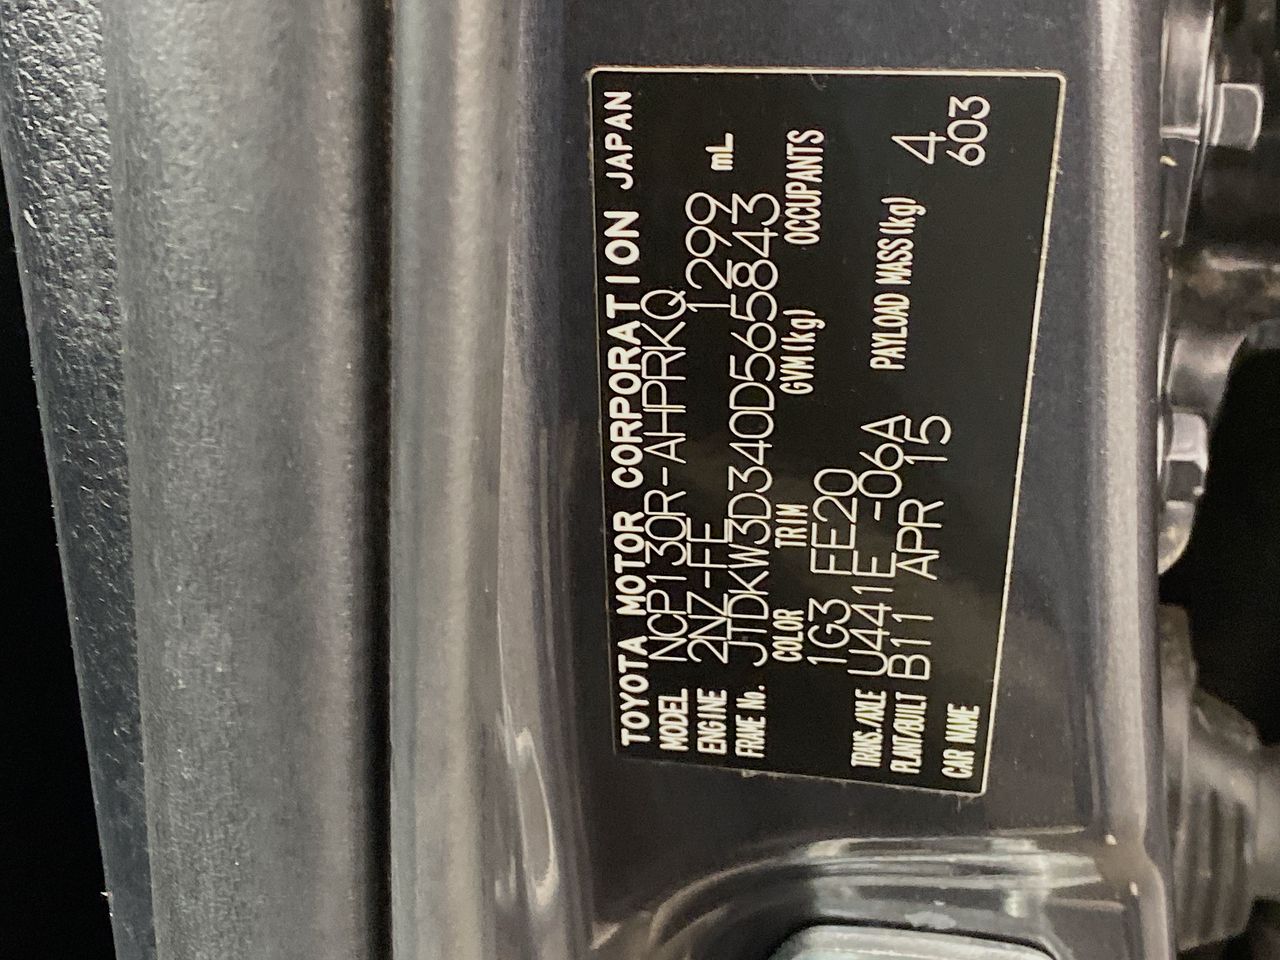 TOYOTA MOTOR CORPORATION JAPAN
MODEL NCP130R-AHPRKQ
ENGINE 2NZ-FE 1299 mL
FRAME No. JTDKW3D340D565843
COLOR TRIM GVM(kg) OCCUPANTS
1G3 FE20 4
TRANS./AXLE U441E -06A PAYLOAD MASS(kg) 603
PLANT/BUILT B11 APR 15
CAR NAME